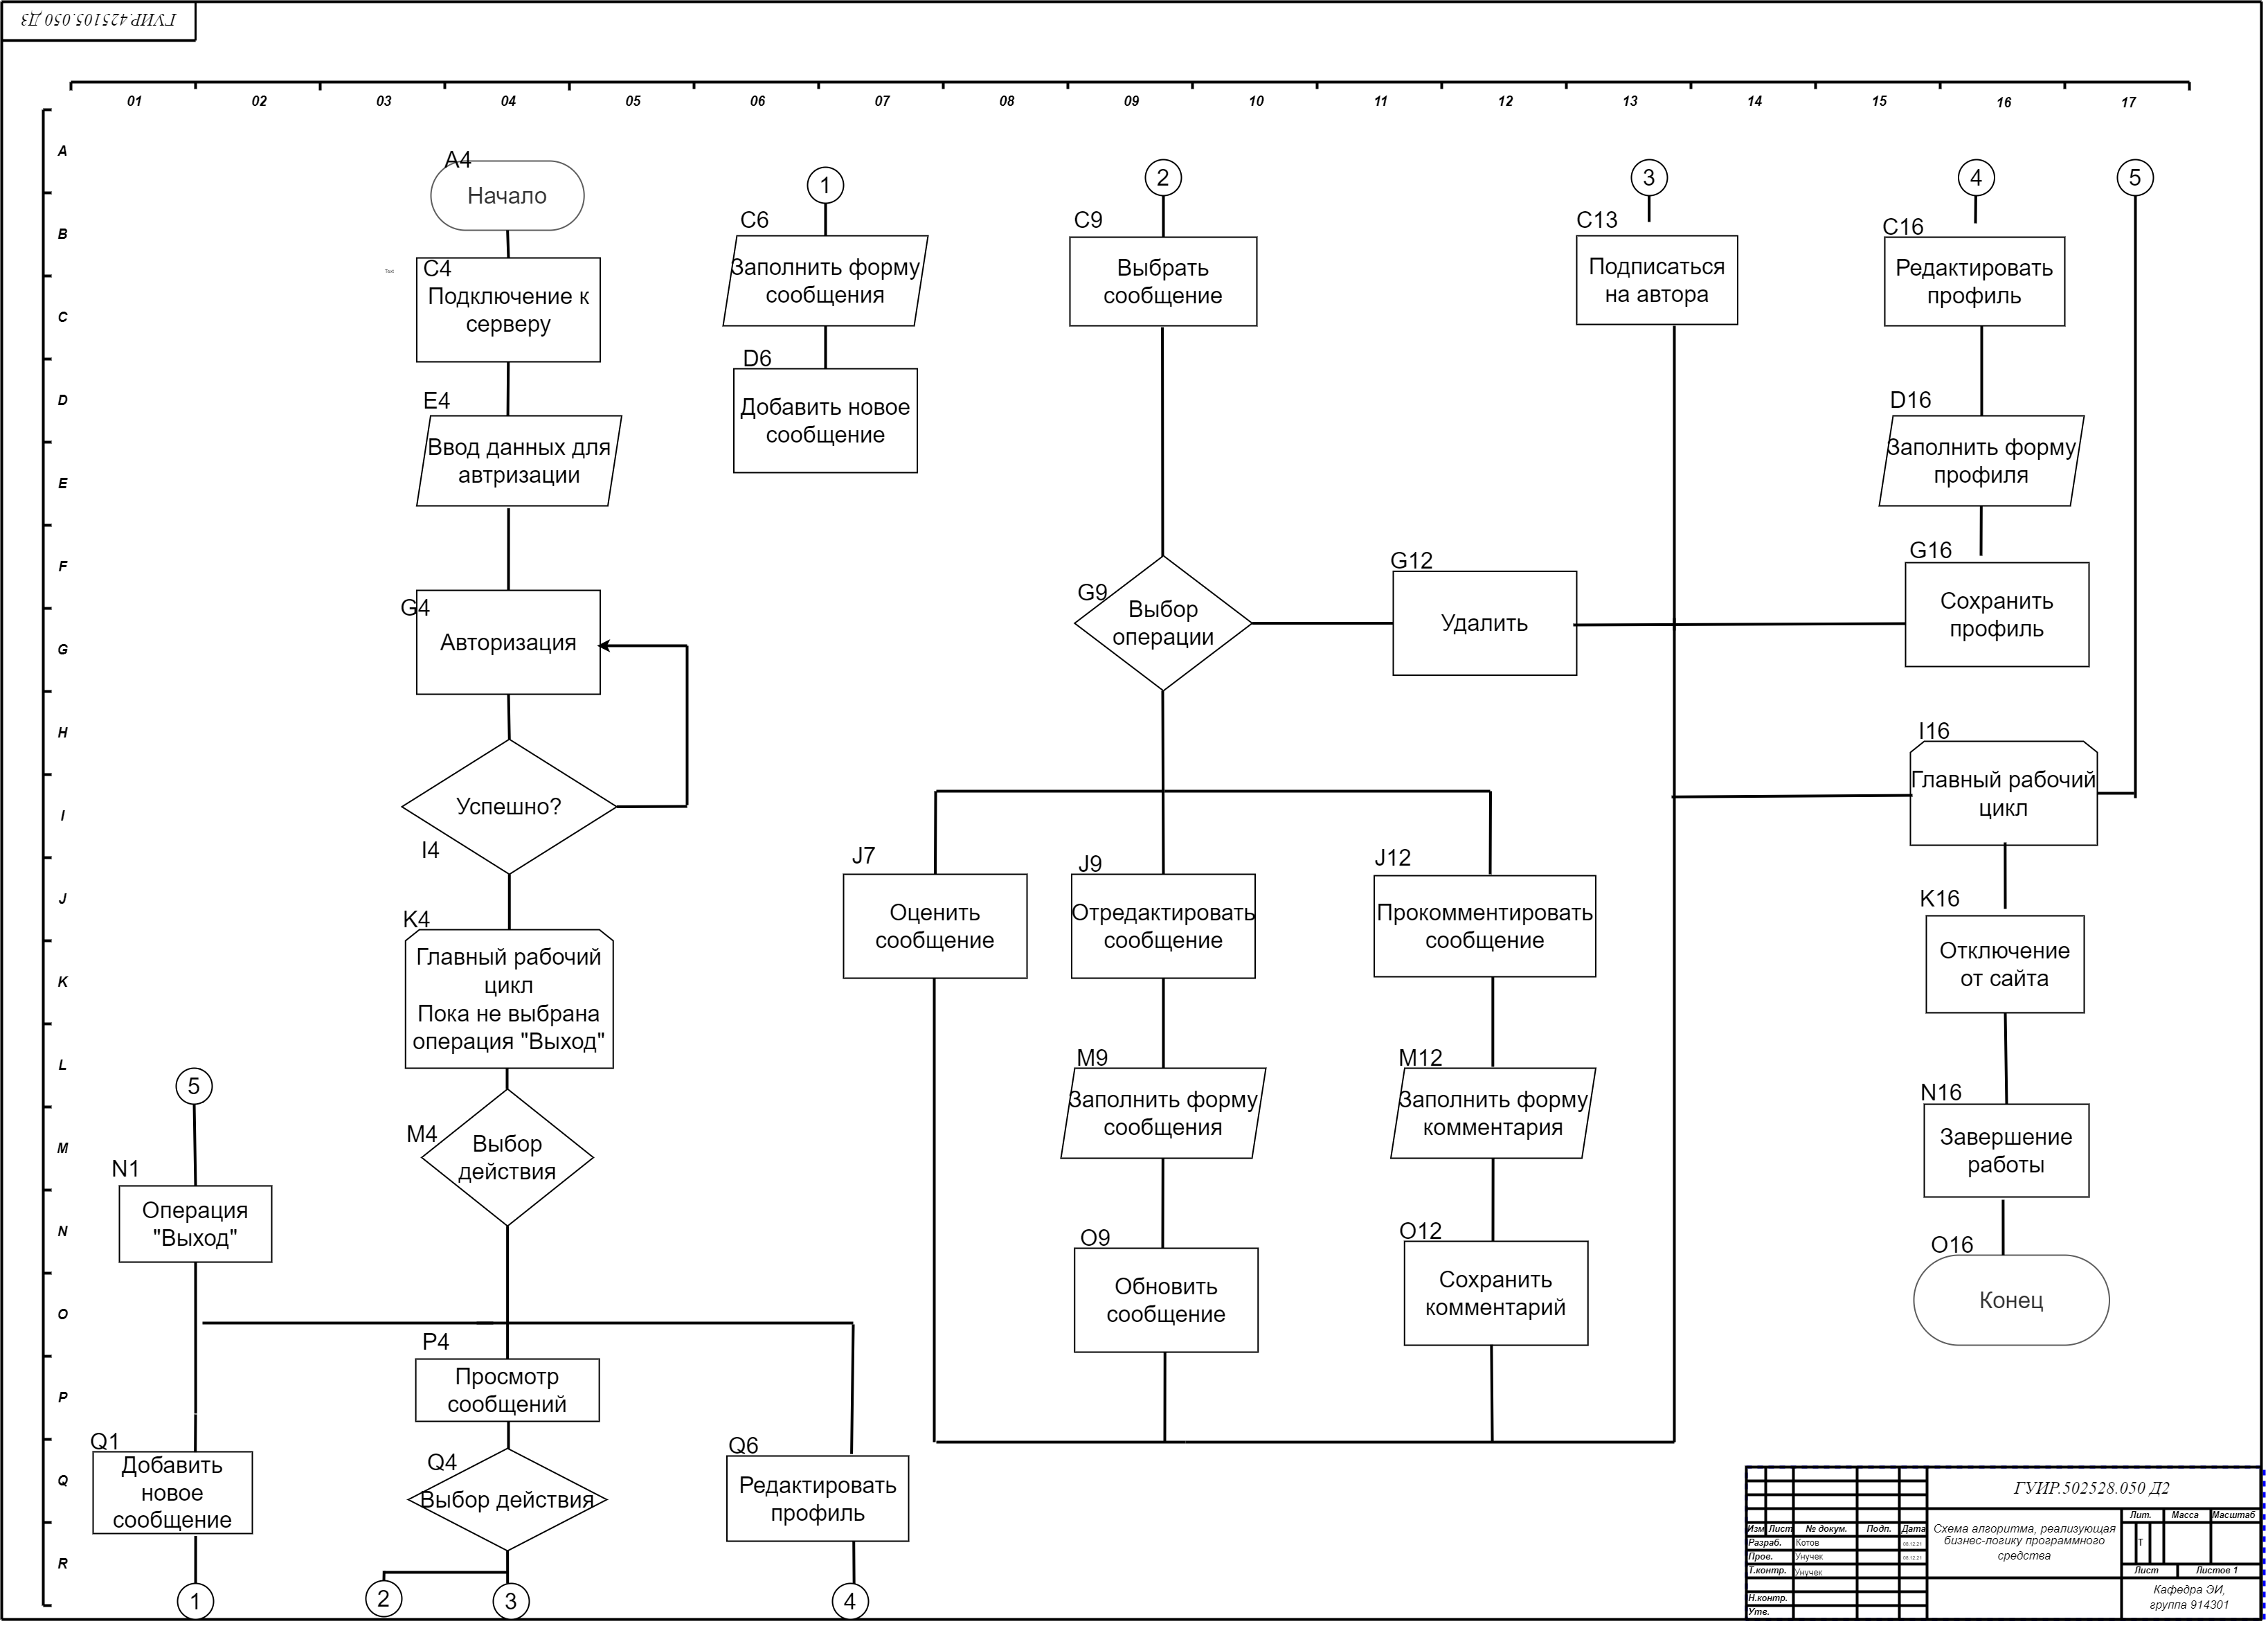 ГУИР.425105.050 Д3
01 02 03 04 05 06 07 08 09 10 11 12 13 14 15 16 17
A
B
C
D
E
F
G
H
I
J
K
L
M
N
O
P
Q
R
A4
Начало
Text
C4
Подключение к
серверу
E4
Ввод данных для
автризации
G4
Авторизация
Успешно?
I4
K4
Главный рабочий
цикл
Пока не выбрана
операция "Выход"
M4
Выбор
действия
5
N1
Операция
"Выход"
P4
Просмотр
сообщений
Q1
Добавить
новое
сообщение
Q4
Выбор действия
Q6
Редактировать
профиль
1
2
3
4
1
C6
Заполнить форму
сообщения
D6
Добавить новое
сообщение
2
C9
Выбрать
сообщение
G9
Выбор
операции
G12
Удалить
J7
Оценить
сообщение
J9
Отредактировать
сообщение
J12
Прокомментировать
сообщение
M9
Заполнить форму
сообщения
M12
Заполнить форму
комментария
O9
Обновить
сообщение
O12
Сохранить
комментарий
3
C13
Подписаться
на автора
4
C16
Редактировать
профиль
D16
Заполнить форму
профиля
G16
Сохранить
профиль
5
I16
Главный рабочий
цикл
K16
Отключение
от сайта
N16
Завершение
работы
O16
Конец
ГУИР.502528.050 Д2
Схема алгоритма, реализующая
бизнес-логику программного
средства
Лит. Масса Масштаб
Т
Лист Листов 1
Изм Лист № докум. Подп. Дата
Разраб. Котов 08.12.21
Пров. Унучек 08.12.21
Т.контр. Унучек
Н.контр.
Утв.
Кафедра ЭИ,
группа 914301